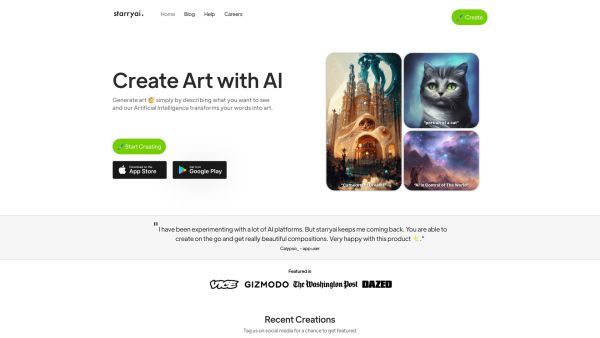 starryai.
Home
Blog
Help
Careers
Create
Create Art with AI
Generate art 🎨 simply by describing what you want to see
and our Artificial Intelligence transforms your words into art.
Start Creating
Download on the
App Store
GET IT ON
Google Play
"portrait of a cat"
"AI in Control of The World"
"I have been experimenting with a lot of AI platforms. But starryai keeps me coming back. You are able to
create on the go and get really beautiful compositions. Very happy with this product ✨."
Calypso_ - app user
Featured in
VICE
GIZMODO
The Washington Post
DAZED
Recent Creations
Tag us on social media for a chance to get featured